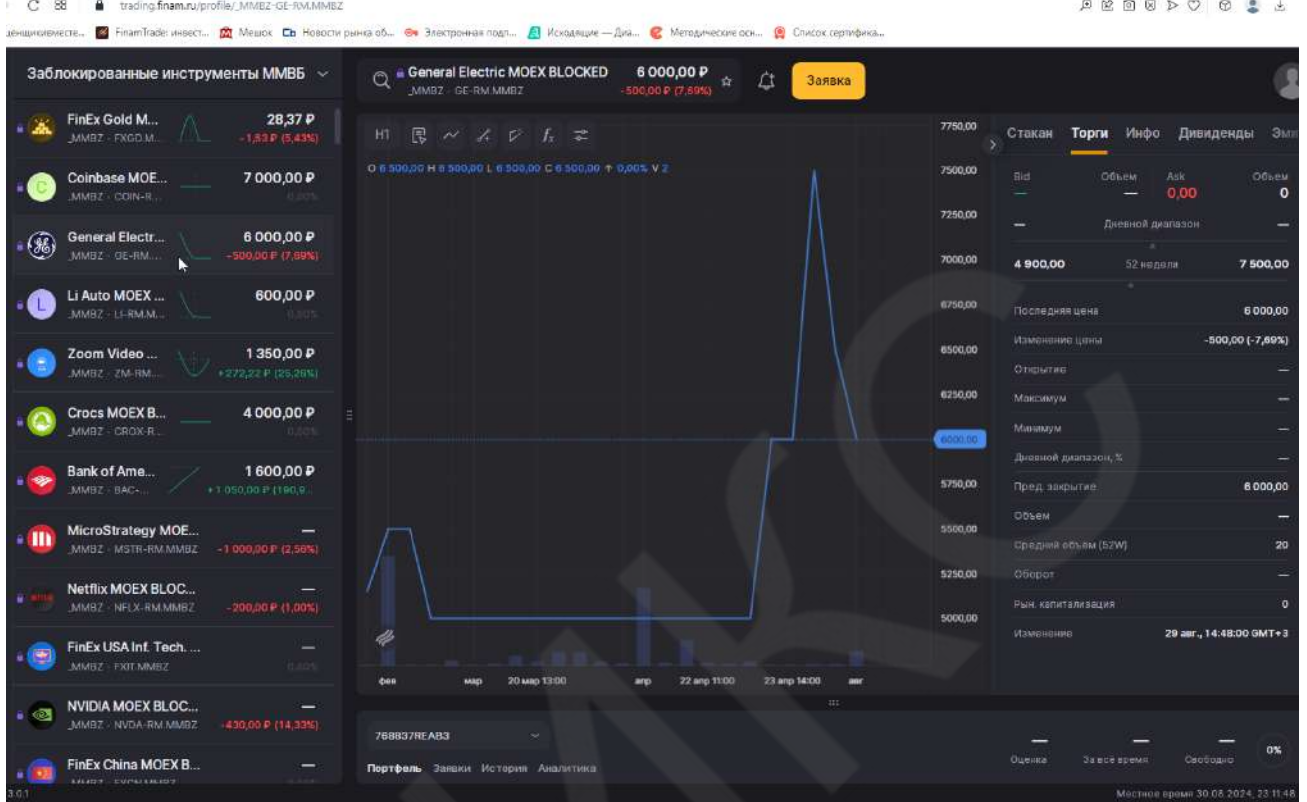 trading.finam.ru/profile/_MMBZ-GE-RM.MMBZ
FinamTrade: инвест... Мешок Новости рынка об... Электронная подп... Исходящие — Диа... Методические осн... Список сертифика...
Заблокированные инструменты ММВБ
General Electric MOEX BLOCKED 6 000,00 ₽
_MMBZ · GE-RM.MMBZ -500,00 ₽ (7,69%)
Заявка
FinEx Gold M... 28,37 ₽
_MMBZ · FXGD.M... -1,63 ₽ (5,43%)
Coinbase MOE... 7 000,00 ₽
_MMBZ · COIN-R... 0,00%
General Electr... 6 000,00 ₽
_MMBZ · GE-RM.... -500,00 ₽ (7,69%)
Li Auto MOEX ... 600,00 ₽
_MMBZ · LI-RM.M... 0,00%
Zoom Video ... 1 350,00 ₽
_MMBZ · ZM-RM.... +272,22 ₽ (25,26%)
Crocs MOEX B... 4 000,00 ₽
_MMBZ · CROX-R... 0,00%
Bank of Ame... 1 600,00 ₽
_MMBZ · BAC-... +1 050,00 ₽ (190,9...
MicroStrategy MOE... —
_MMBZ · MSTR-RM.MMBZ -1 000,00 ₽ (2,56%)
Netflix MOEX BLOC... —
_MMBZ · NFLX-RM.MMBZ -200,00 ₽ (1,00%)
FinEx USA Inf. Tech. ... —
_MMBZ · FXIT.MMBZ 0,00%
NVIDIA MOEX BLOC... —
_MMBZ · NVDA-RM.MMBZ -430,00 ₽ (14,33%)
FinEx China MOEX B... —
3.0.1
H1
O 6 500,00 H 6 500,00 L 6 500,00 C 6 500,00 0,00% V 2
7750,00
7500,00
7250,00
7000,00
6750,00
6500,00
6250,00
6000,00
5750,00
5500,00
5250,00
5000,00
фев мар 20 мар 13:00 апр 22 апр 11:00 23 апр 14:00 авг
Стакан Торги Инфо Дивиденды Эми
Bid Объем Ask Объем
— — 0,00 0
— Дневной диапазон —
4 900,00 52 недели 7 500,00
Последняя цена 6 000,00
Изменение цены -500,00 (-7,69%)
Открытие —
Максимум —
Минимум —
Дневной диапазон, % —
Пред. закрытие 6 000,00
Объем —
Средний объем (52W) 20
Оборот —
Рын. капитализация 0
Изменение 29 авг., 14:48:00 GMT+3
768837REAB3
Портфель Заявки История Аналитика
— — —
Оценка За все время Свободно 0%
Местное время 30.08.2024, 23:11:48